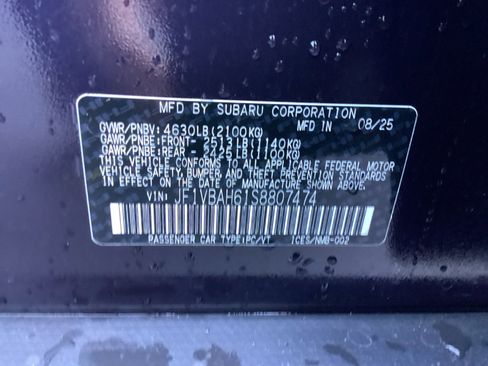 MFD BY SUBARU CORPORATION
GVWR/PNBV: 4630LB(2100KG) MFD IN 08/25
GAWR/PNBE:FRONT- 2513LB(1140KG)
GAWR/PNBE:REAR - 2425LB(1100KG)
THIS VEHICLE CONFORMS TO ALL APPLICABLE FEDERAL MOTOR
VEHICLE SAFETY, BUMPER, AND THEFT PREVENTION STANDARDS
IN EFFECT ON THE DATE OF MANUFACTURE SHOWN ABOVE.
VIN: JF1VBAH61S8807474
PASSENGER CAR TYPE:PC/VT ICES/NMB-002